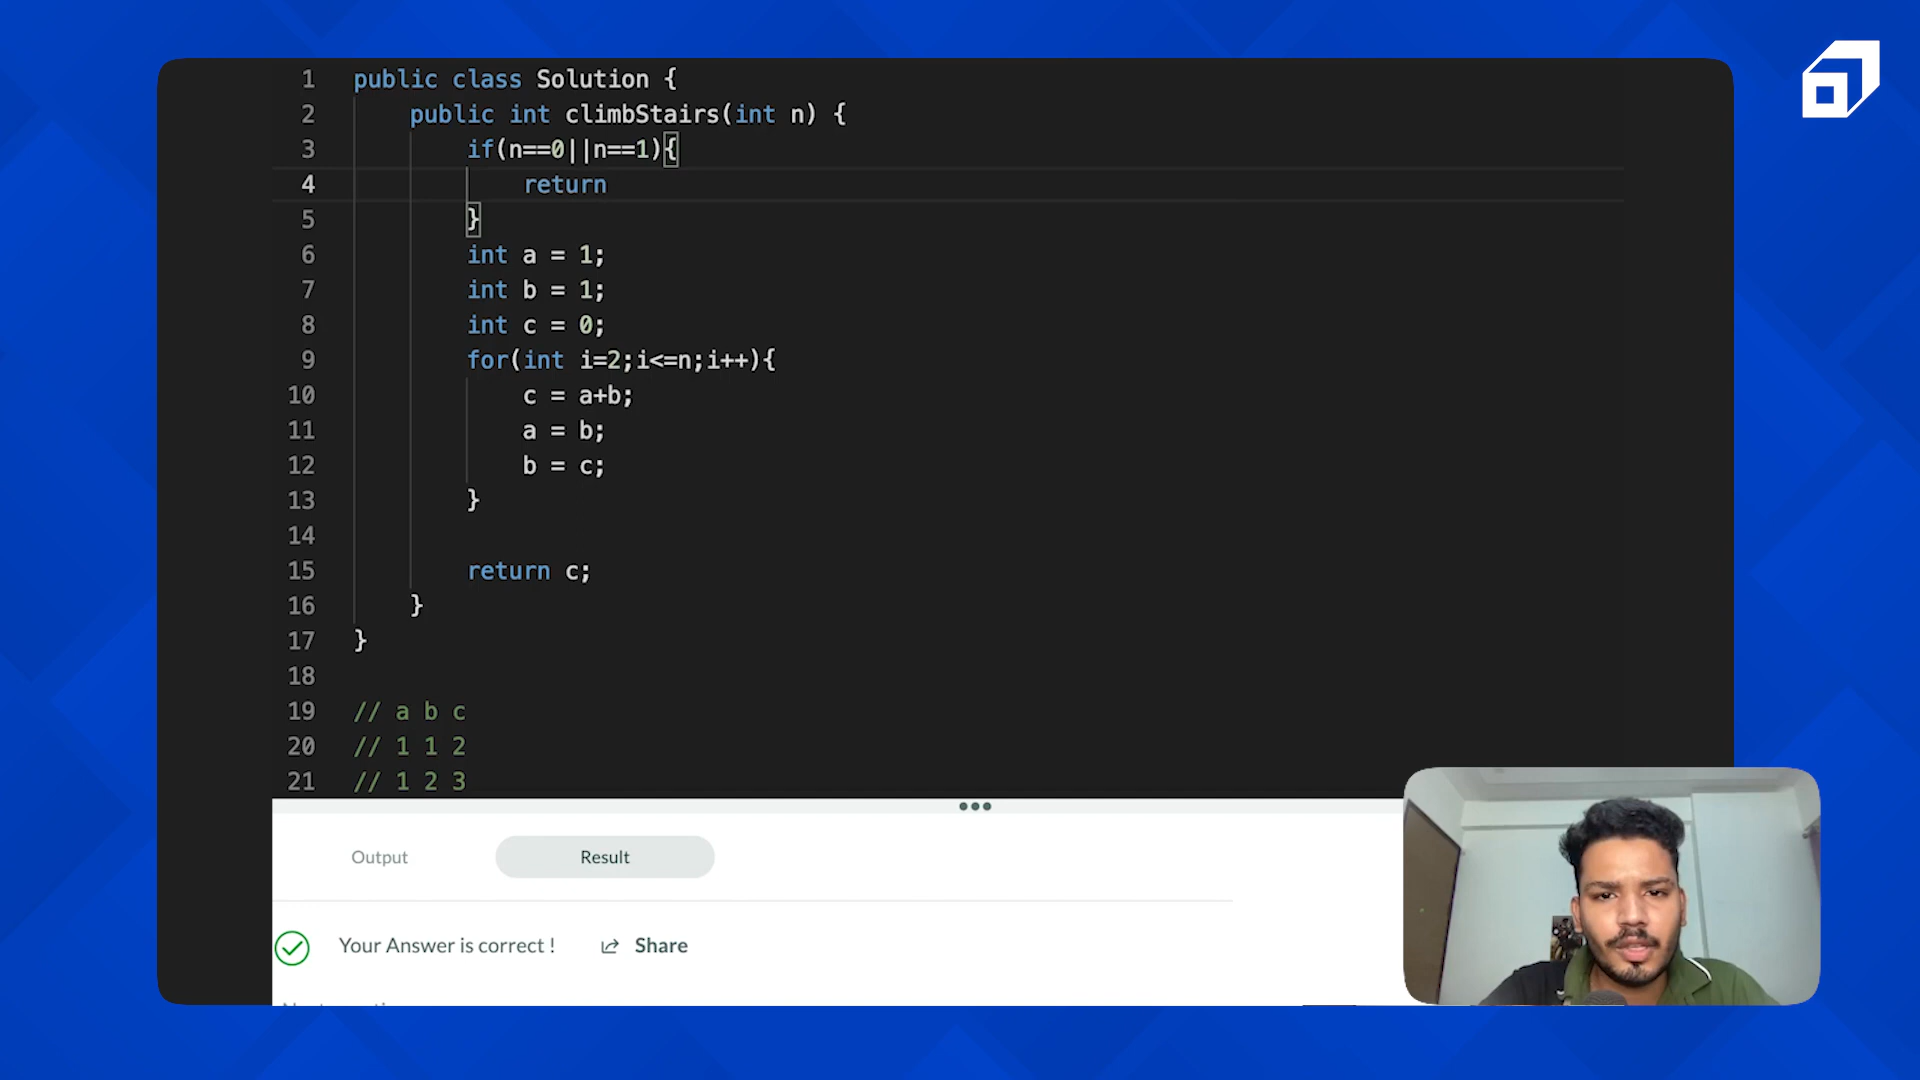 1 public class Solution {
2 public int climbStairs(int n) {
3 if(n==0||n==1){
4 return
5 }
6 int a = 1;
7 int b = 1;
8 int c = 0;
9 for(int i=2;i<=n;i++){
10 c = a+b;
11 a = b;
12 b = c;
13 }
14
15 return c;
16 }
17 }
18
19 // a b c
20 // 1 1 2
21 // 1 2 3
Output Result
Your Answer is correct ! Share